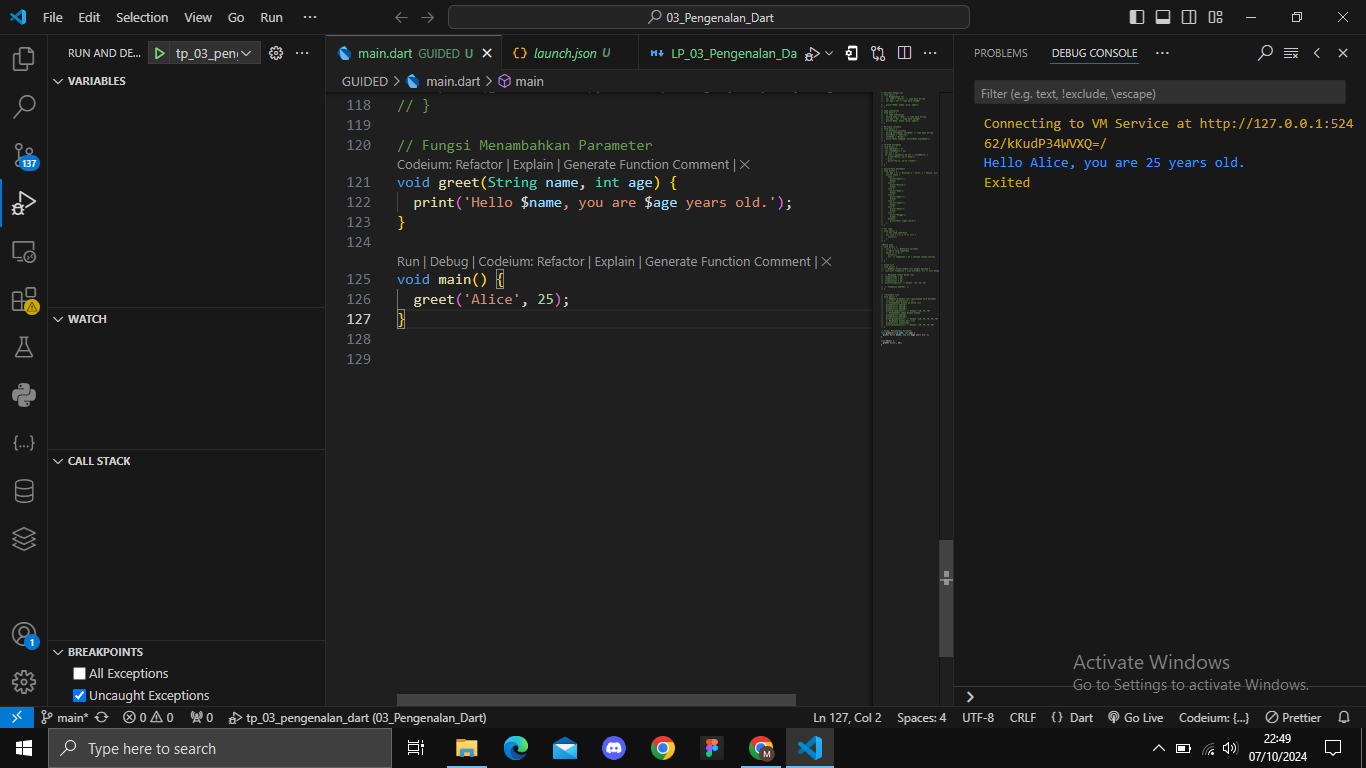 File Edit Selection View Go Run ··· 03_Pengenalan_Dart
RUN AND DE... tp_03_peng ···
VARIABLES
137
WATCH
CALL STACK
1
BREAKPOINTS
All Exceptions
Uncaught Exceptions
main.dart GUIDED U launch.json U LP_03_Pengenalan_Da ···
GUIDED > main.dart > main
118 // }
119
120 // Fungsi Menambahkan Parameter
Codeium: Refactor | Explain | Generate Function Comment | ×
121 void greet(String name, int age) {
122 print('Hello $name, you are $age years old.');
123 }
124
Run | Debug | Codeium: Refactor | Explain | Generate Function Comment | ×
125 void main() {
126 greet('Alice', 25);
127 }
128
129
PROBLEMS DEBUG CONSOLE ···
Filter (e.g. text, !exclude, \escape)
Connecting to VM Service at http://127.0.0.1:524
62/kKudP34WVXQ=/
Hello Alice, you are 25 years old.
Exited
Activate Windows
Go to Settings to activate Windows.
main* 0 0 0 tp_03_pengenalan_dart (03_Pengenalan_Dart) Ln 127, Col 2 Spaces: 4 UTF-8 CRLF {} Dart Go Live Codeium: {...} Prettier
Type here to search
M
22:49
07/10/2024